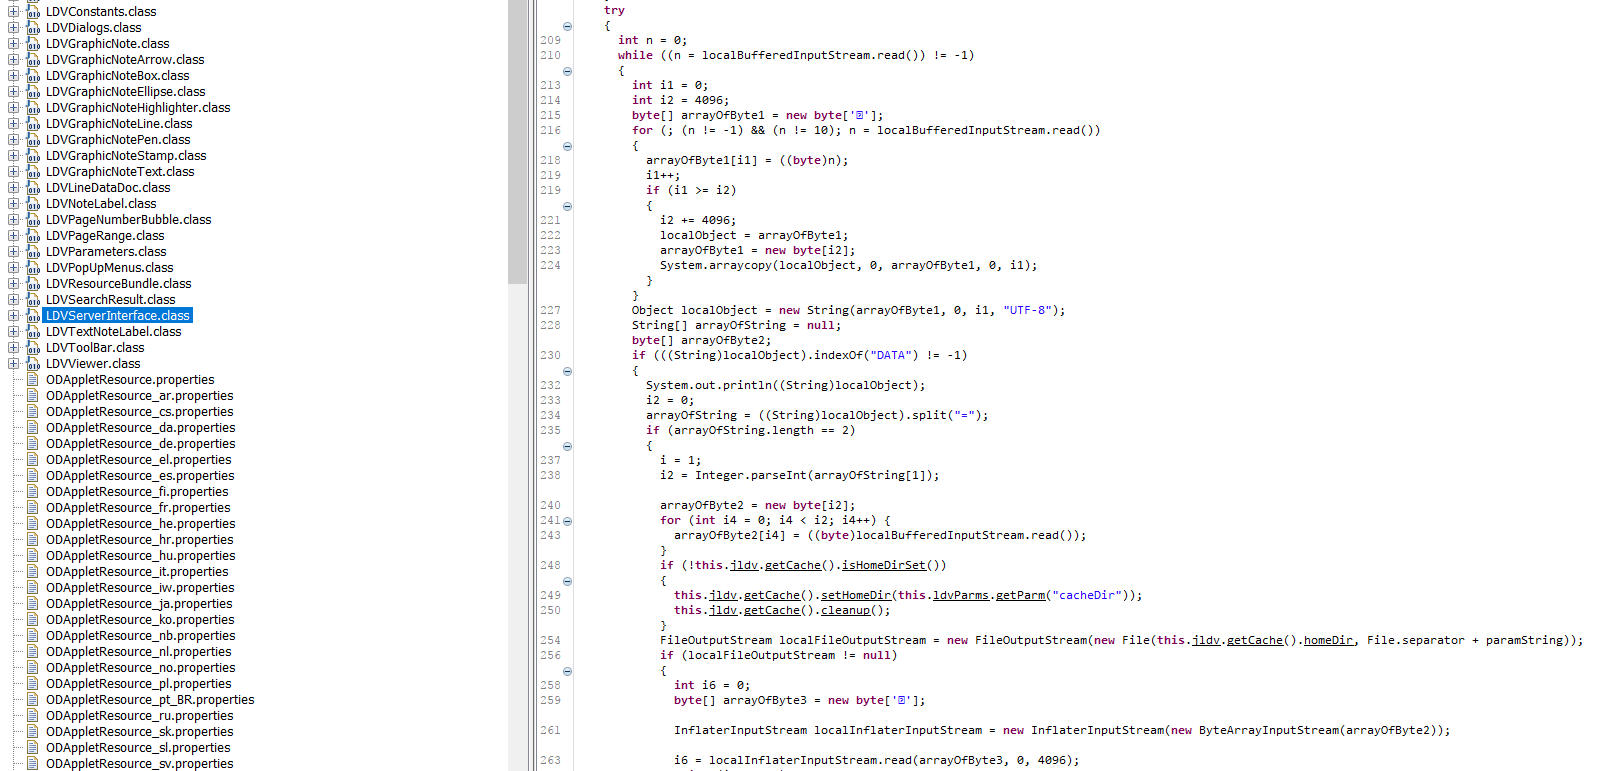 LDVConstants.class
LDVDialogs.class
LDVGraphicNote.class
LDVGraphicNoteArrow.class
LDVGraphicNoteBox.class
LDVGraphicNoteEllipse.class
LDVGraphicNoteHighlighter.class
LDVGraphicNoteLine.class
LDVGraphicNotePen.class
LDVGraphicNoteStamp.class
LDVGraphicNoteText.class
LDVLineDataDoc.class
LDVNoteLabel.class
LDVPageNumberBubble.class
LDVPageRange.class
LDVParameters.class
LDVPopUpMenus.class
LDVResourceBundle.class
LDVSearchResult.class
LDVServerInterface.class
LDVTextNoteLabel.class
LDVToolBar.class
LDVViewer.class
ODAppletResource.properties
ODAppletResource_ar.properties
ODAppletResource_cs.properties
ODAppletResource_da.properties
ODAppletResource_de.properties
ODAppletResource_el.properties
ODAppletResource_es.properties
ODAppletResource_fi.properties
ODAppletResource_fr.properties
ODAppletResource_he.properties
ODAppletResource_hr.properties
ODAppletResource_hu.properties
ODAppletResource_it.properties
ODAppletResource_iw.properties
ODAppletResource_ja.properties
ODAppletResource_ko.properties
ODAppletResource_nb.properties
ODAppletResource_nl.properties
ODAppletResource_no.properties
ODAppletResource_pl.properties
ODAppletResource_pt_BR.properties
ODAppletResource_ru.properties
ODAppletResource_sk.properties
ODAppletResource_sl.properties
ODAppletResource_sv.properties
try
{
209 int n = 0;
210 while ((n = localBufferedInputStream.read()) != -1)
{
213 int i1 = 0;
214 int i2 = 4096;
215 byte[] arrayOfByte1 = new byte['
'];
216 for (; (n != -1) && (n != 10); n = localBufferedInputStream.read())
{
218 arrayOfByte1[i1] = ((byte)n);
219 i1++;
219 if (i1 >= i2)
{
221 i2 += 4096;
222 localObject = arrayOfByte1;
223 arrayOfByte1 = new byte[i2];
224 System.arraycopy(localObject, 0, arrayOfByte1, 0, i1);
}
}
227 Object localObject = new String(arrayOfByte1, 0, i1, "UTF-8");
228 String[] arrayOfString = null;
byte[] arrayOfByte2;
230 if (((String)localObject).indexOf("DATA") != -1)
{
232 System.out.println((String)localObject);
233 i2 = 0;
234 arrayOfString = ((String)localObject).split("=");
235 if (arrayOfString.length == 2)
{
237 i = 1;
238 i2 = Integer.parseInt(arrayOfString[1]);
240 arrayOfByte2 = new byte[i2];
241 for (int i4 = 0; i4 < i2; i4++) {
243 arrayOfByte2[i4] = ((byte)localBufferedInputStream.read());
}
248 if (!this.jldv.getCache().isHomeDirSet())
{
249 this.jldv.getCache().setHomeDir(this.ldvParms.getParm("cacheDir"));
250 this.jldv.getCache().cleanup();
}
254 FileOutputStream localFileOutputStream = new FileOutputStream(new File(this.jldv.getCache().homeDir, File.separator + paramString));
256 if (localFileOutputStream != null)
{
258 int i6 = 0;
259 byte[] arrayOfByte3 = new byte['
'];
261 InflaterInputStream localInflaterInputStream = new InflaterInputStream(new ByteArrayInputStream(arrayOfByte2));
263 i6 = localInflaterInputStream.read(arrayOfByte3, 0, 4096);